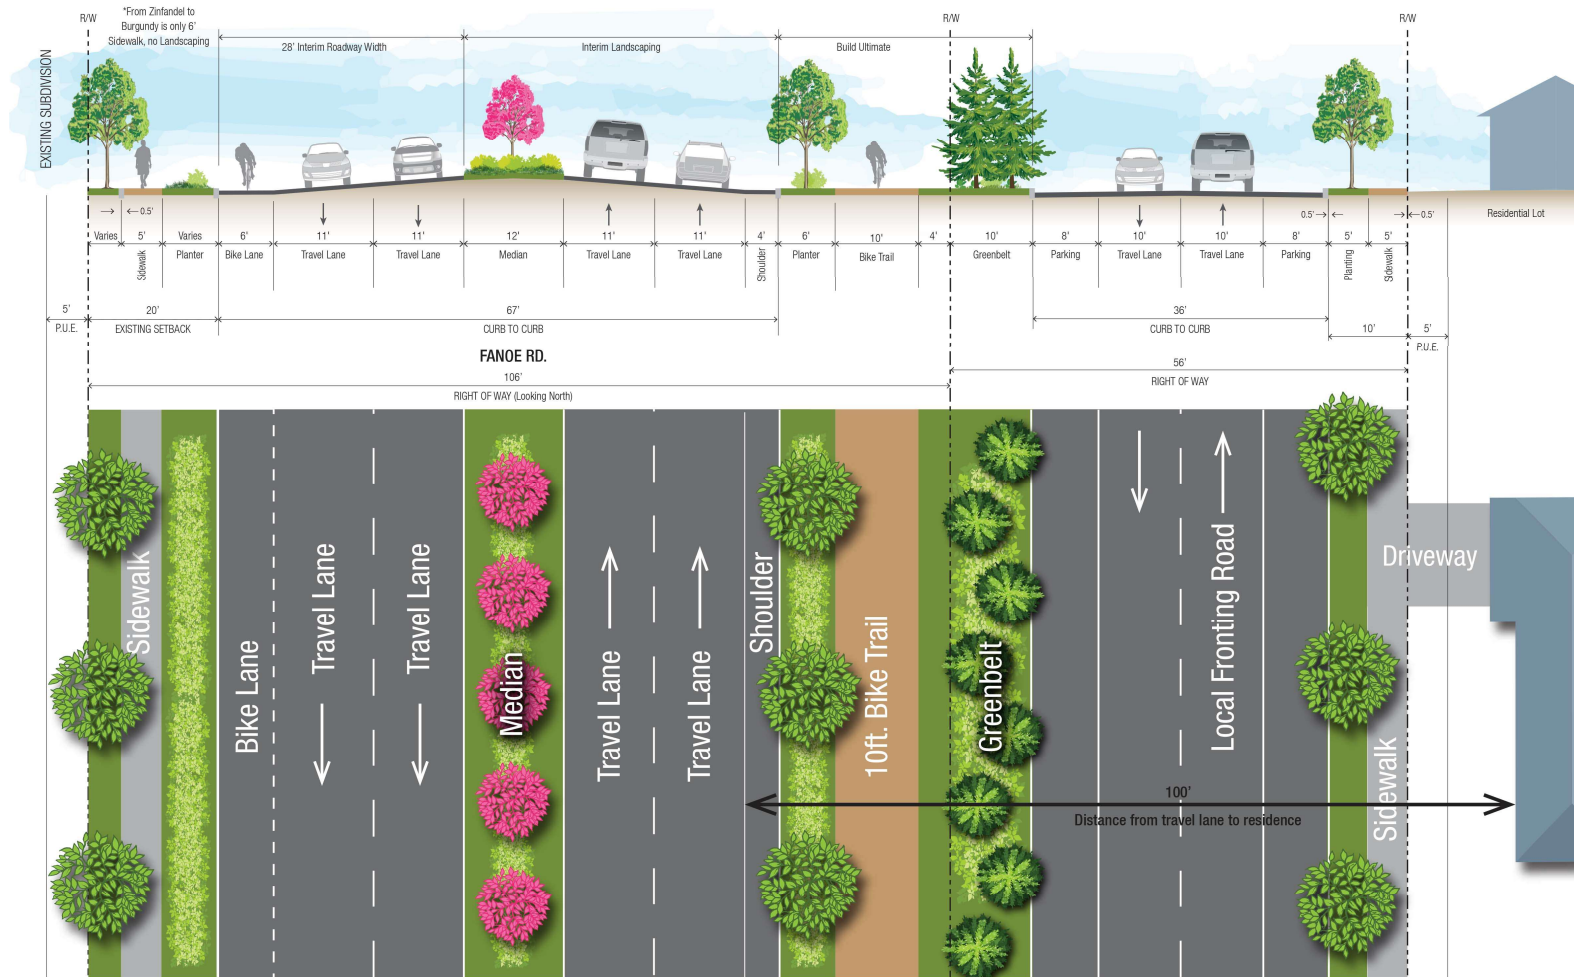 *From Zinfandel to
Burgundy is only 6'
Sidewalk, no Landscaping
R/W
R/W
R/W
28' Interim Roadway Width
Interim Landscaping
Build Ultimate
EXISTING SUBDIVISION
0.5'
0.5'
0.5'
Residential Lot
Varies
5'
Varies
6'
11'
11'
12'
11'
11'
4'
6'
10'
4'
10'
8'
10'
10'
8'
5'
5'
Sidewalk
Planter
Bike Lane
Travel Lane
Travel Lane
Median
Travel Lane
Travel Lane
Shoulder
Planter
Bike Trail
Greenbelt
Parking
Travel Lane
Travel Lane
Parking
Planting
Sidewalk
5'
P.U.E.
20'
EXISTING SETBACK
67'
CURB TO CURB
36'
CURB TO CURB
10'
5'
P.U.E.
FANOE RD.
106'
RIGHT OF WAY (Looking North)
56'
RIGHT OF WAY
Sidewalk
Bike Lane
Travel Lane
Travel Lane
Median
Travel Lane
Travel Lane
Shoulder
10ft. Bike Trail
Greenbelt
Local Fronting Road
Driveway
Sidewalk
100'
Distance from travel lane to residence